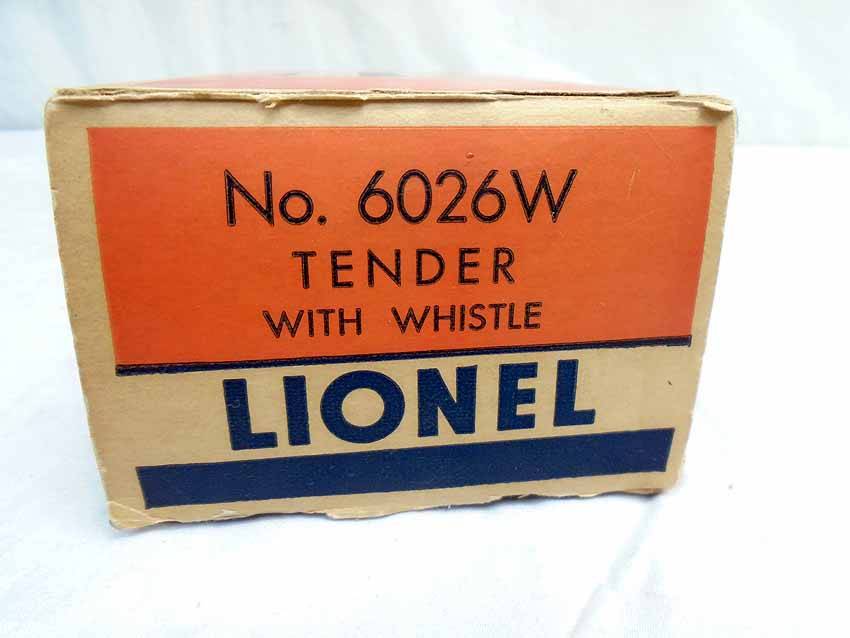 No. 6026W
TENDER
WITH WHISTLE
LIONEL